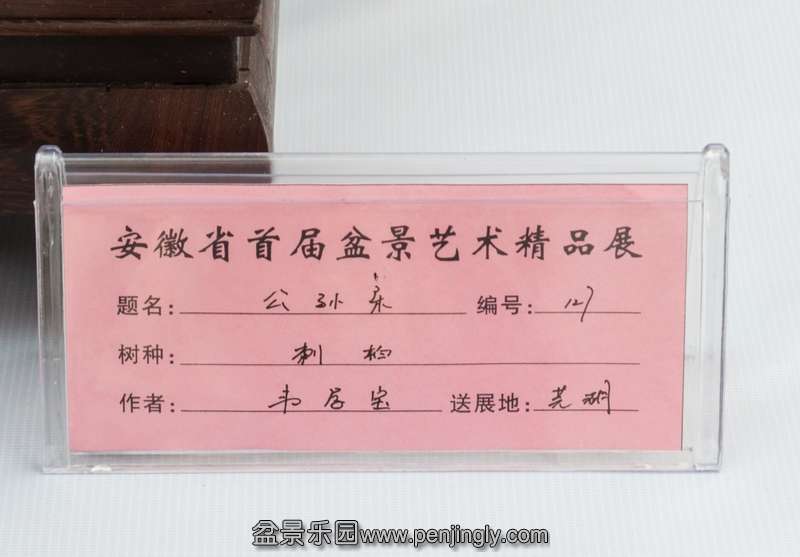 安徽省首届盆景艺术精品展
题名: 公孙乐 编号: 127
树种: 刺柏
作者: 韦居宝 送展地: 芜湖
盆景乐园www.penjingly.com